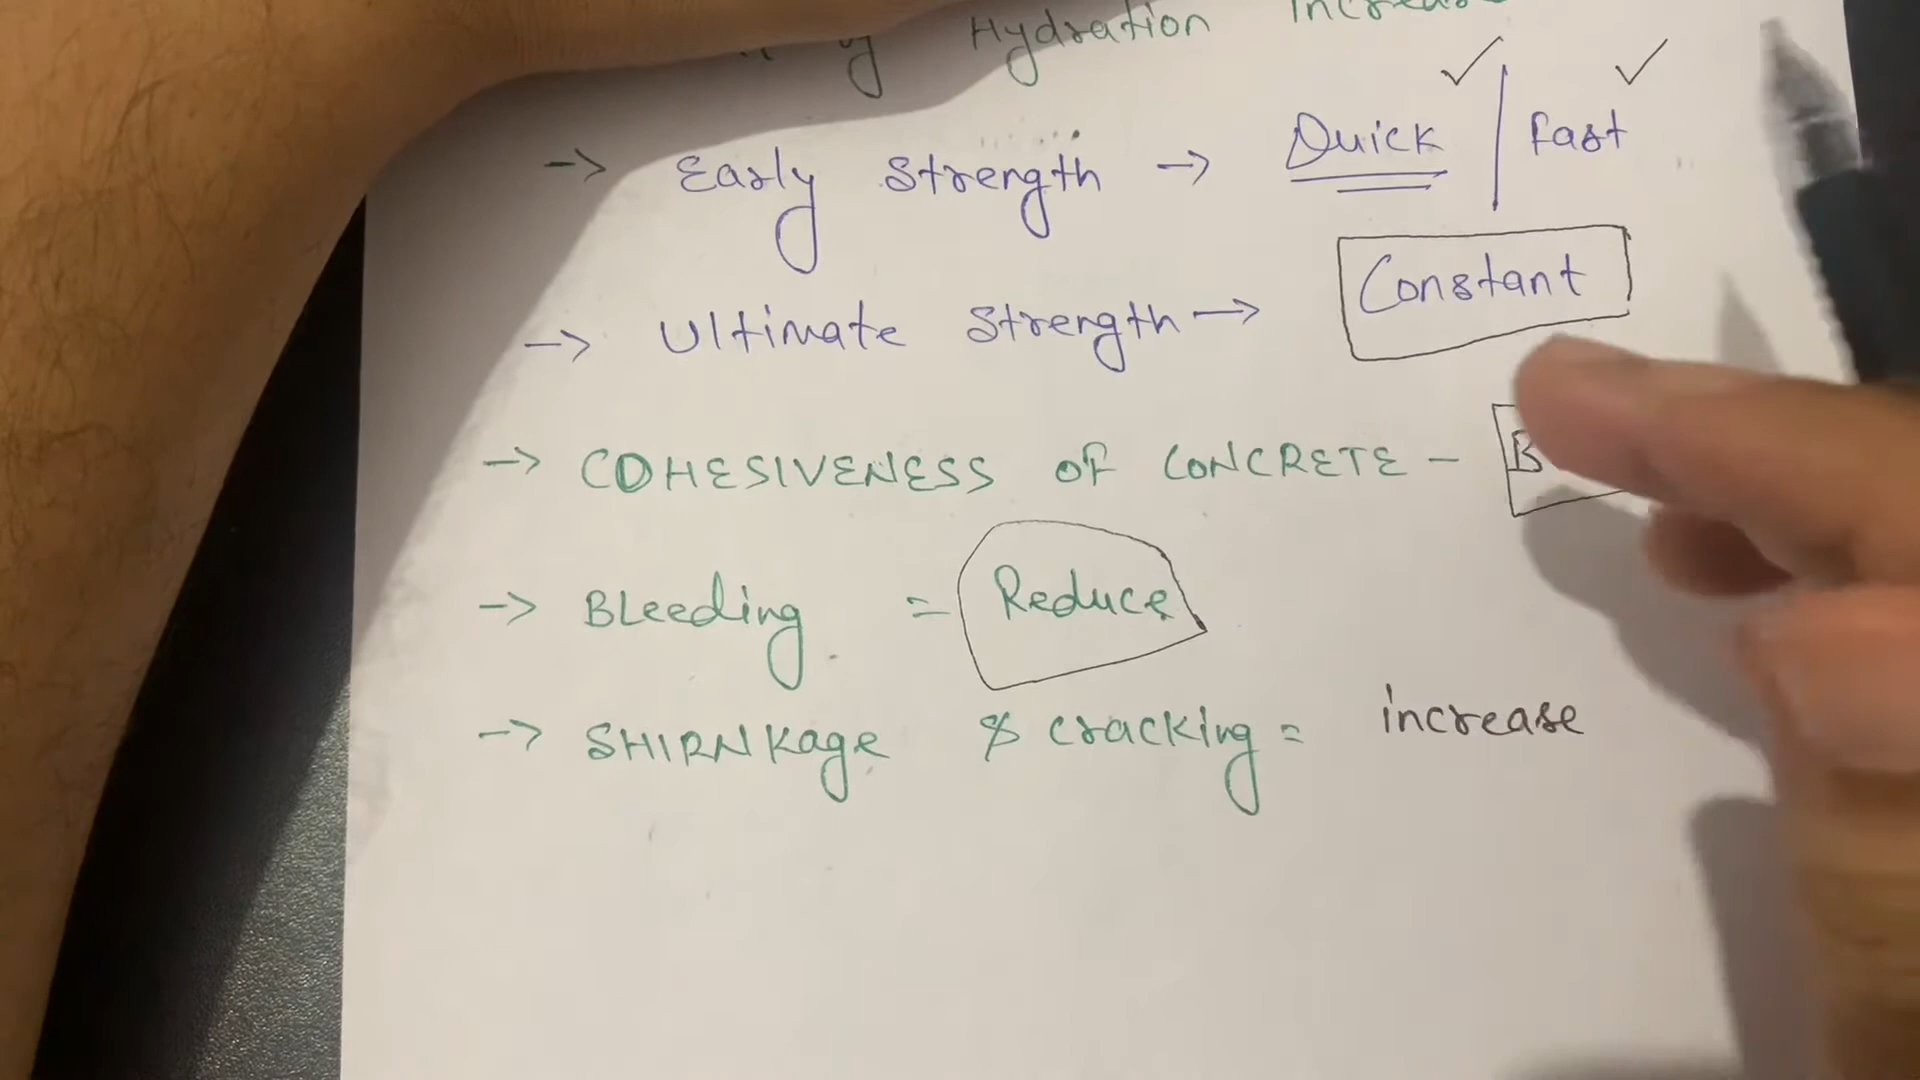 Hydration
-> Early Strength -> Quick / fast
-> Ultimate Strength -> Constant
-> COHESIVENESS OF CONCRETE - B
-> BLeeding = Reduce
-> SHIRNKage & cracking = increase